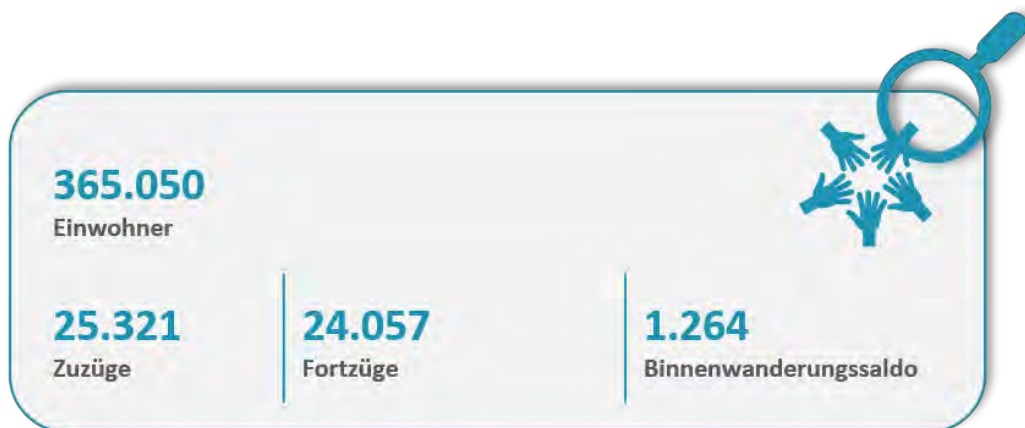 365.050
Einwohner
25.321
Zuzüge
24.057
Fortzüge
1.264
Binnenwanderungssaldo